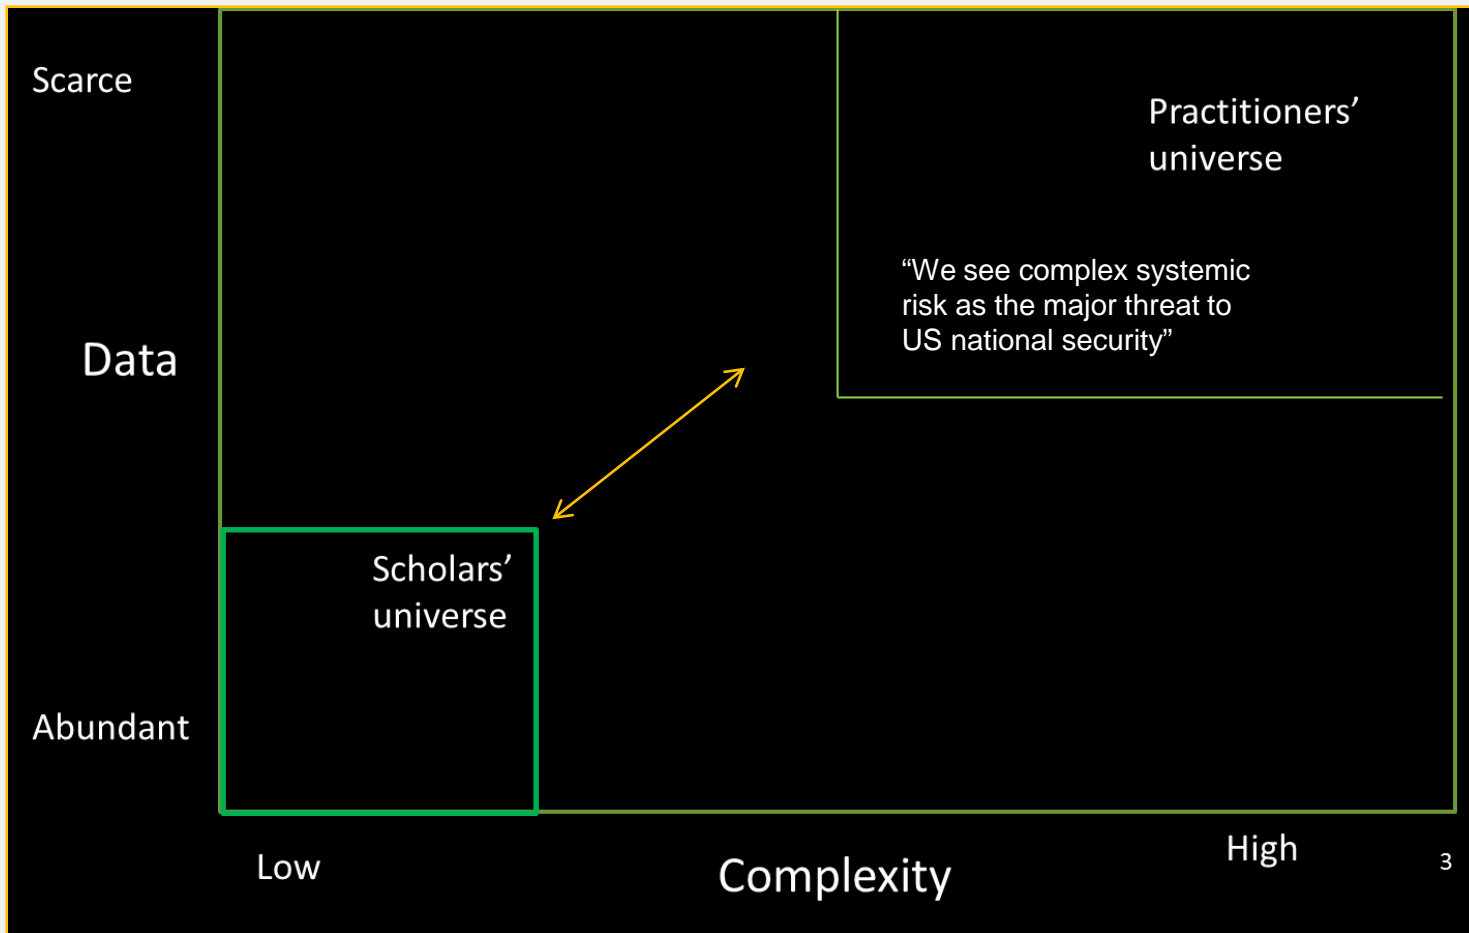 Scarce
Practitioners’
universe
“We see complex systemic
risk as the major threat to
US national security”
Data
Scholars’
universe
Abundant
Low
Complexity
High
3